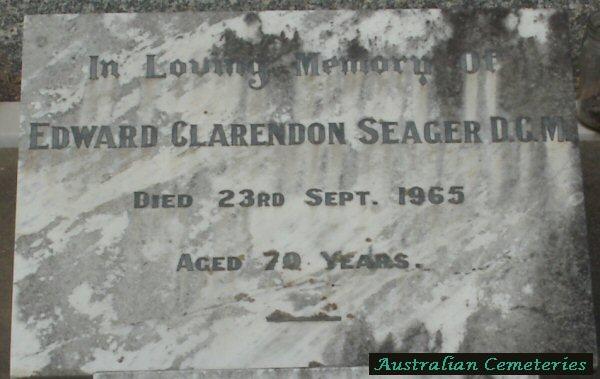 In Loving Memory Of
EDWARD CLARENDON SEAGER D.C.M.
DIED 23RD SEPT. 1965
AGED 70 YEARS.
Australian Cemeteries